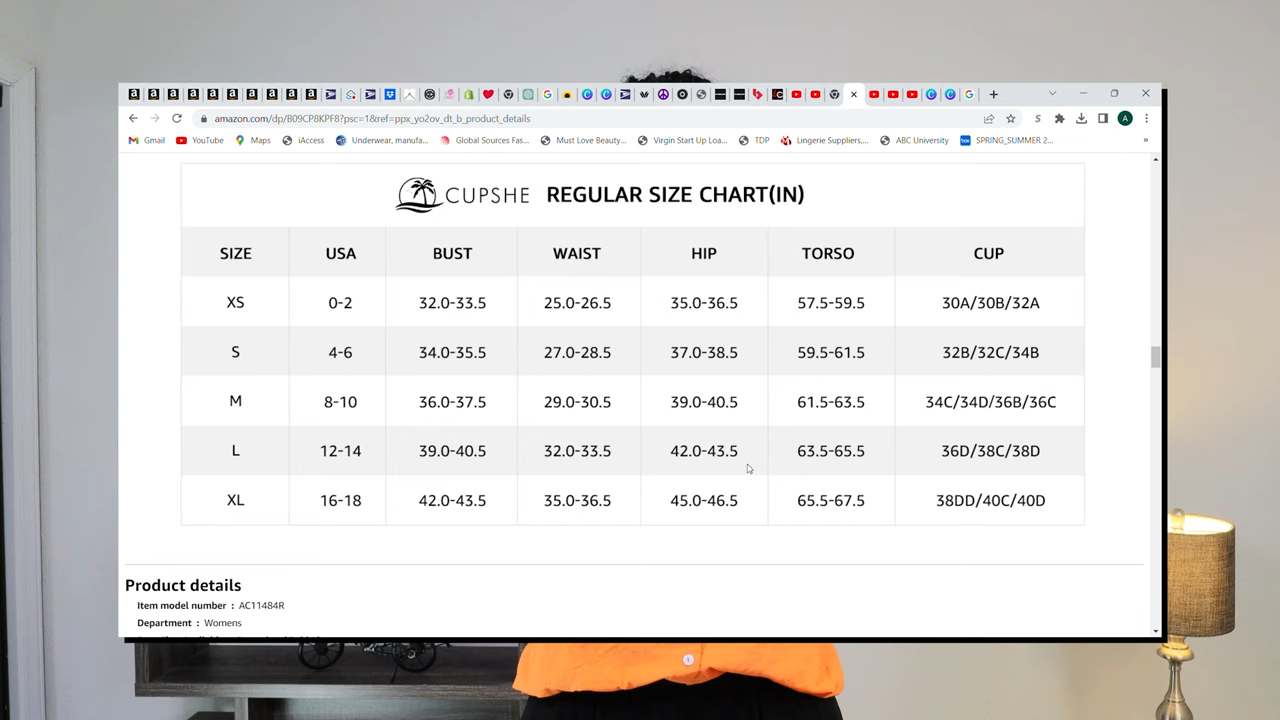 amazon.com/dp/B09CP8KPF8?psc=1&ref=ppx_yo2ov_dt_b_product_details
A
Gmail YouTube Maps iAccess Underwear, manufa... Global Sources Fas... Must Love Beauty... Virgin Start Up Loa... TDP Lingerie Suppliers,... ABC University SPRING_SUMMER 2... »
CUPSHE REGULAR SIZE CHART(IN)
SIZE USA BUST WAIST HIP TORSO CUP
XS 0-2 32.0-33.5 25.0-26.5 35.0-36.5 57.5-59.5 30A/30B/32A
S 4-6 34.0-35.5 27.0-28.5 37.0-38.5 59.5-61.5 32B/32C/34B
M 8-10 36.0-37.5 29.0-30.5 39.0-40.5 61.5-63.5 34C/34D/36B/36C
L 12-14 39.0-40.5 32.0-33.5 42.0-43.5 63.5-65.5 36D/38C/38D
XL 16-18 42.0-43.5 35.0-36.5 45.0-46.5 65.5-67.5 38DD/40C/40D
Product details
Item model number : AC11484R
Department : Womens